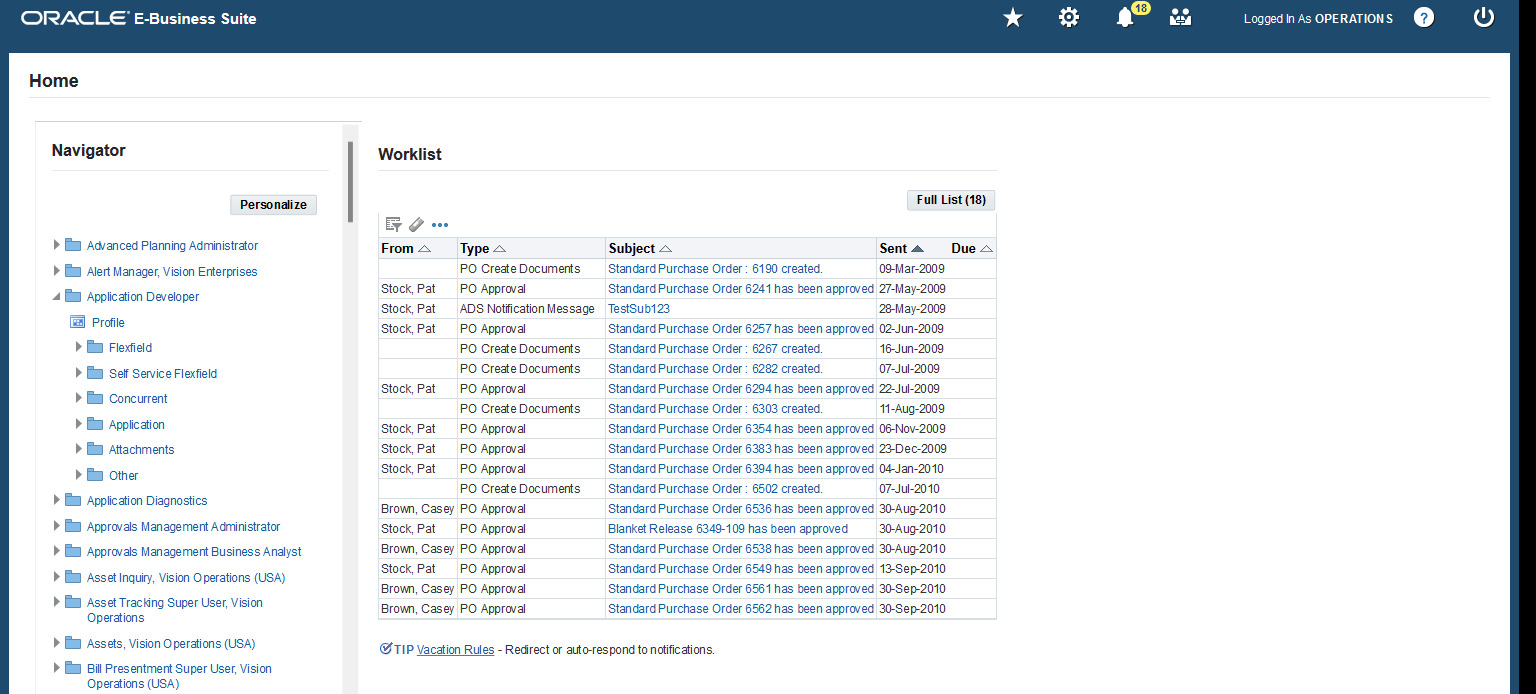 ORACLE E-Business Suite
18
Logged In As OPERATIONS
?
Home
Navigator
Personalize
Advanced Planning Administrator
Alert Manager, Vision Enterprises
Application Developer
Profile
Flexfield
Self Service Flexfield
Concurrent
Application
Attachments
Other
Application Diagnostics
Approvals Management Administrator
Approvals Management Business Analyst
Asset Inquiry, Vision Operations (USA)
Asset Tracking Super User, Vision
Operations
Assets, Vision Operations (USA)
Bill Presentment Super User, Vision
Operations (USA)
Worklist
Full List (18)
From Type Subject Sent Due
PO Create Documents Standard Purchase Order : 6190 created. 09-Mar-2009
Stock, Pat PO Approval Standard Purchase Order 6241 has been approved 27-May-2009
Stock, Pat ADS Notification Message TestSub123 28-May-2009
Stock, Pat PO Approval Standard Purchase Order 6257 has been approved 02-Jun-2009
PO Create Documents Standard Purchase Order : 6267 created. 16-Jun-2009
PO Create Documents Standard Purchase Order : 6282 created. 07-Jul-2009
Stock, Pat PO Approval Standard Purchase Order 6294 has been approved 22-Jul-2009
PO Create Documents Standard Purchase Order : 6303 created. 11-Aug-2009
Stock, Pat PO Approval Standard Purchase Order 6354 has been approved 06-Nov-2009
Stock, Pat PO Approval Standard Purchase Order 6383 has been approved 23-Dec-2009
Stock, Pat PO Approval Standard Purchase Order 6394 has been approved 04-Jan-2010
PO Create Documents Standard Purchase Order : 6502 created. 07-Jul-2010
Brown, Casey PO Approval Standard Purchase Order 6536 has been approved 30-Aug-2010
Stock, Pat PO Approval Blanket Release 6349-109 has been approved 30-Aug-2010
Brown, Casey PO Approval Standard Purchase Order 6538 has been approved 30-Aug-2010
Stock, Pat PO Approval Standard Purchase Order 6549 has been approved 13-Sep-2010
Brown, Casey PO Approval Standard Purchase Order 6561 has been approved 30-Sep-2010
Brown, Casey PO Approval Standard Purchase Order 6562 has been approved 30-Sep-2010
TIP Vacation Rules - Redirect or auto-respond to notifications.